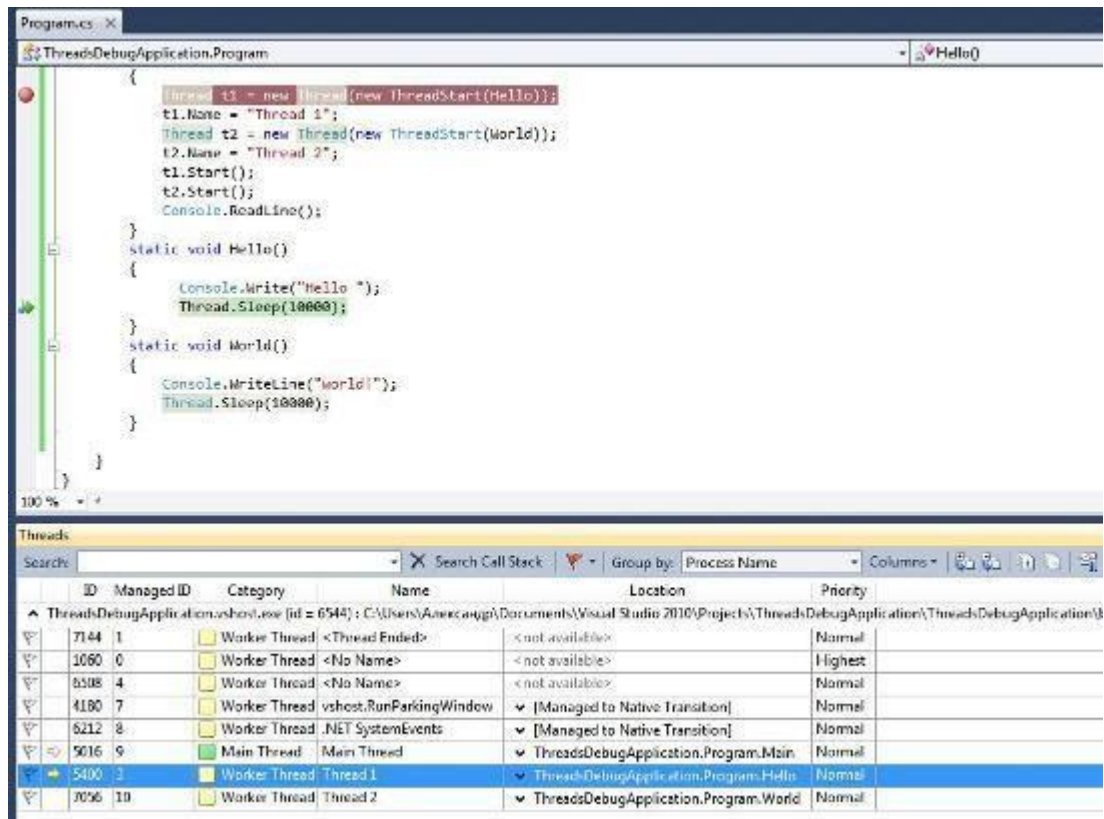 Program.cs
ThreadsDebugApplication.Program Hello()
{
Thread t1 = new Thread(new ThreadStart(Hello));
t1.Name = "Thread 1";
Thread t2 = new Thread(new ThreadStart(World));
t2.Name = "Thread 2";
t1.Start();
t2.Start();
Console.ReadLine();
}
static void Hello()
{
Console.Write("Hello ");
Thread.Sleep(10000);
}
static void World()
{
Console.WriteLine("world!");
Thread.Sleep(10000);
}
}
}
100 %
Threads
Search: Search Call Stack Group by: Process Name Columns
ID Managed ID Category Name Location Priority
ThreadsDebugApplication.vshost.exe (id = 6544) : C:\Users\Александр\Documents\Visual Studio 2010\Projects\ThreadsDebugApplication\ThreadsDebugApplication\b
7144 1 Worker Thread <Thread Ended> <not available> Normal
1060 0 Worker Thread <No Name> <not available> Highest
6508 4 Worker Thread <No Name> <not available> Normal
4180 7 Worker Thread vshost.RunParkingWindow [Managed to Native Transition] Normal
6212 8 Worker Thread .NET SystemEvents [Managed to Native Transition] Normal
5016 9 Main Thread Main Thread ThreadsDebugApplication.Program.Main Normal
5400 3 Worker Thread Thread 1 ThreadsDebugApplication.Program.Hello Normal
7056 10 Worker Thread Thread 2 ThreadsDebugApplication.Program.World Normal